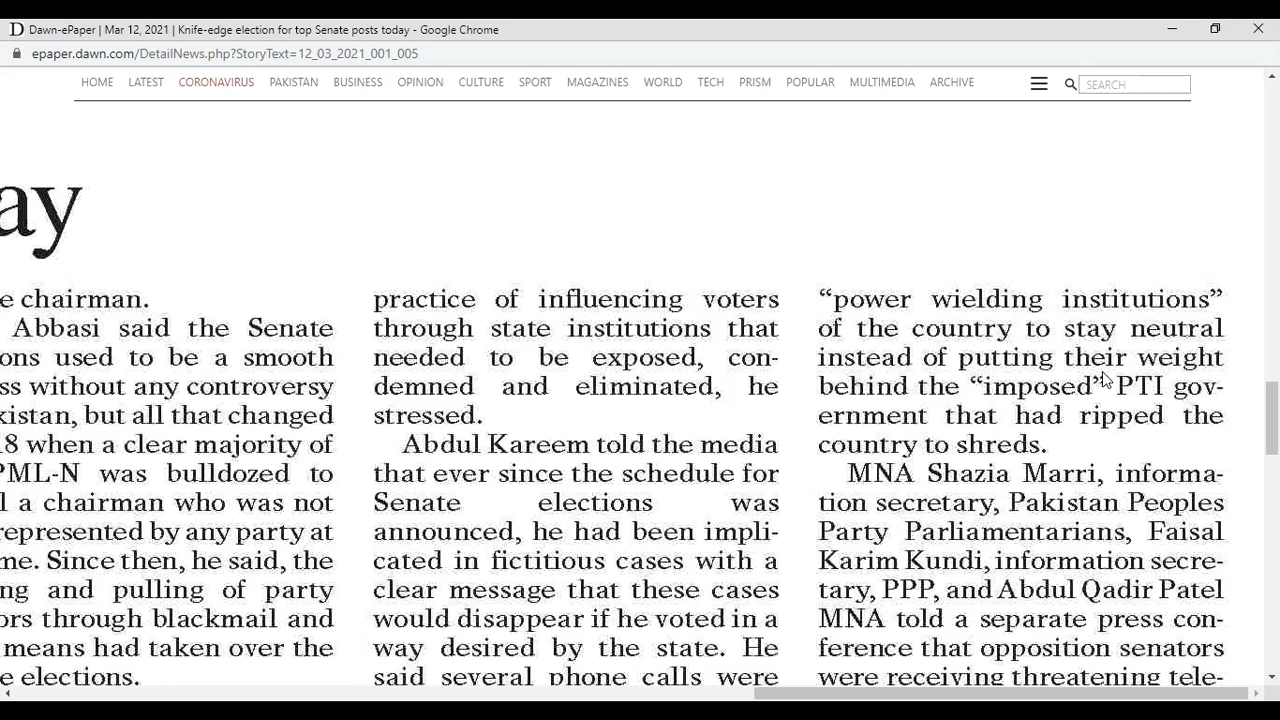 D Dawn-ePaper | Mar 12, 2021 | Knife-edge election for top Senate posts today - Google Chrome
epaper.dawn.com/DetailNews.php?StoryText=12_03_2021_001_005
HOME LATEST CORONAVIRUS PAKISTAN BUSINESS OPINION CULTURE SPORT MAGAZINES WORLD TECH PRISM POPULAR MULTIMEDIA ARCHIVE SEARCH
ay
e chairman.
Abbasi said the Senate
ons used to be a smooth
ss without any controversy
kistan, but all that changed
18 when a clear majority of
PML-N was bulldozed to
l a chairman who was not
represented by any party at
me. Since then, he said, the
ng and pulling of party
ors through blackmail and
means had taken over the
e elections.
practice of influencing voters
through state institutions that
needed to be exposed, con-
demned and eliminated, he
stressed.
Abdul Kareem told the media
that ever since the schedule for
Senate elections was
announced, he had been impli-
cated in fictitious cases with a
clear message that these cases
would disappear if he voted in a
way desired by the state. He
said several phone calls were
“power wielding institutions”
of the country to stay neutral
instead of putting their weight
behind the “imposed” PTI gov-
ernment that had ripped the
country to shreds.
MNA Shazia Marri, informa-
tion secretary, Pakistan Peoples
Party Parliamentarians, Faisal
Karim Kundi, information secre-
tary, PPP, and Abdul Qadir Patel
MNA told a separate press con-
ference that opposition senators
were receiving threatening tele-